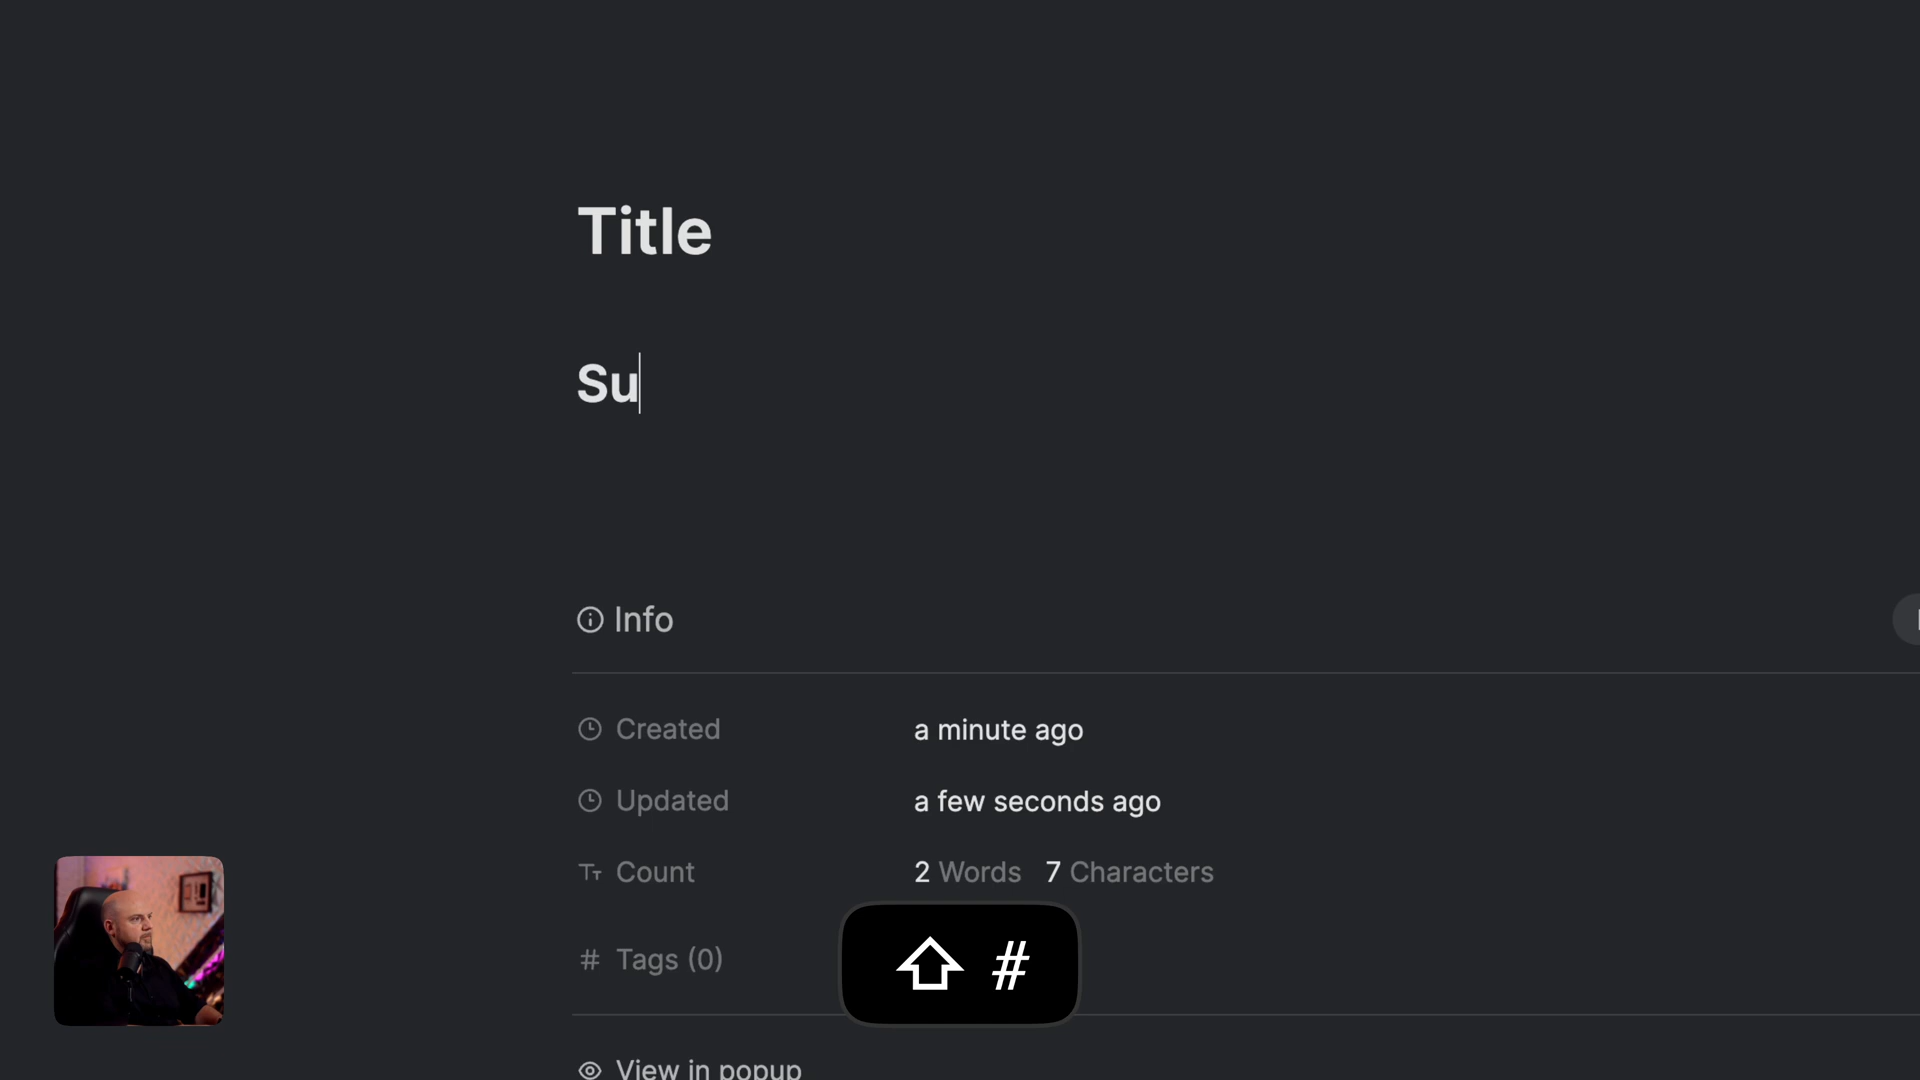 Title
Su
Info
Created a minute ago
Updated a few seconds ago
Tт Count 2 Words 7 Characters
# Tags (0)
⇧ #
View in popup